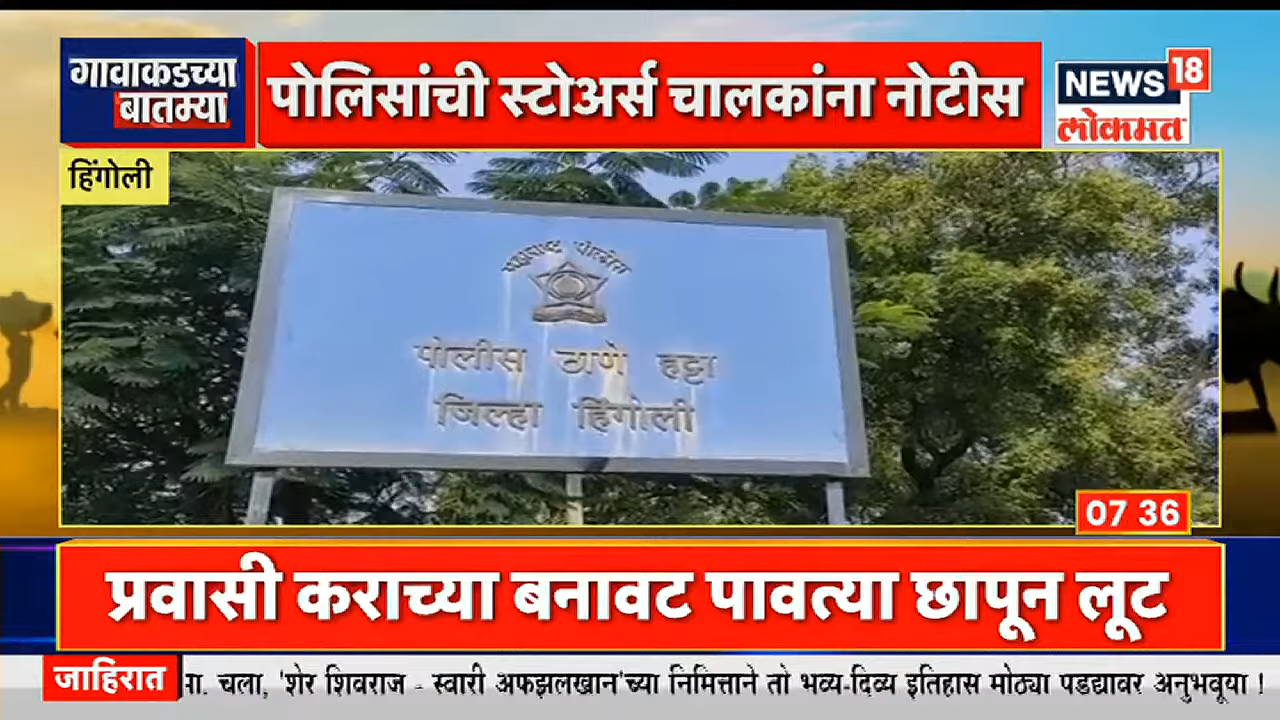 गावाकडच्या
बातम्या
पोलिसांची स्टोअर्स चालकांना नोटीस
NEWS 18
लोकमत
हिंगोली
महाराष्ट्र पोलीस
पोलीस ठाणे हट्टा
जिल्हा हिंगोली
07 36
प्रवासी कराच्या बनावट पावत्या छापून लूट
जाहिरात
चला, 'शेर शिवराज - स्वारी अफझलखान'च्या निमित्ताने तो भव्य-दिव्य इतिहास मोठ्या पडद्यावर अनुभवूया !